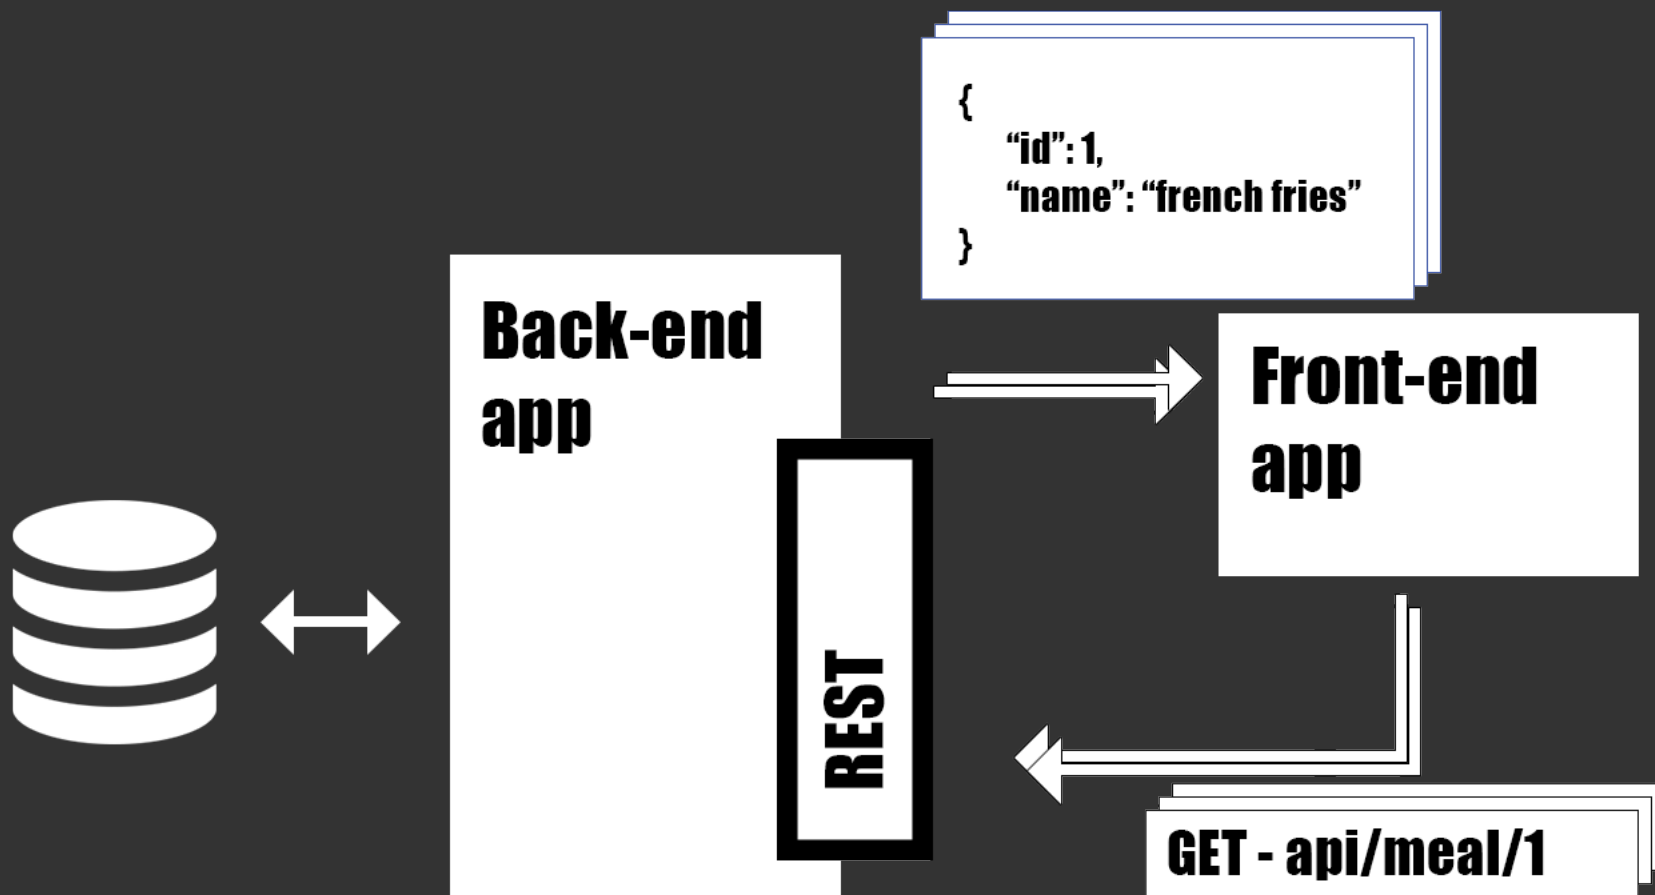 {
“id”: 1,
“name”: “french fries”
}
Back-end
app
Front-end
app
REST
GET - api/meal/1